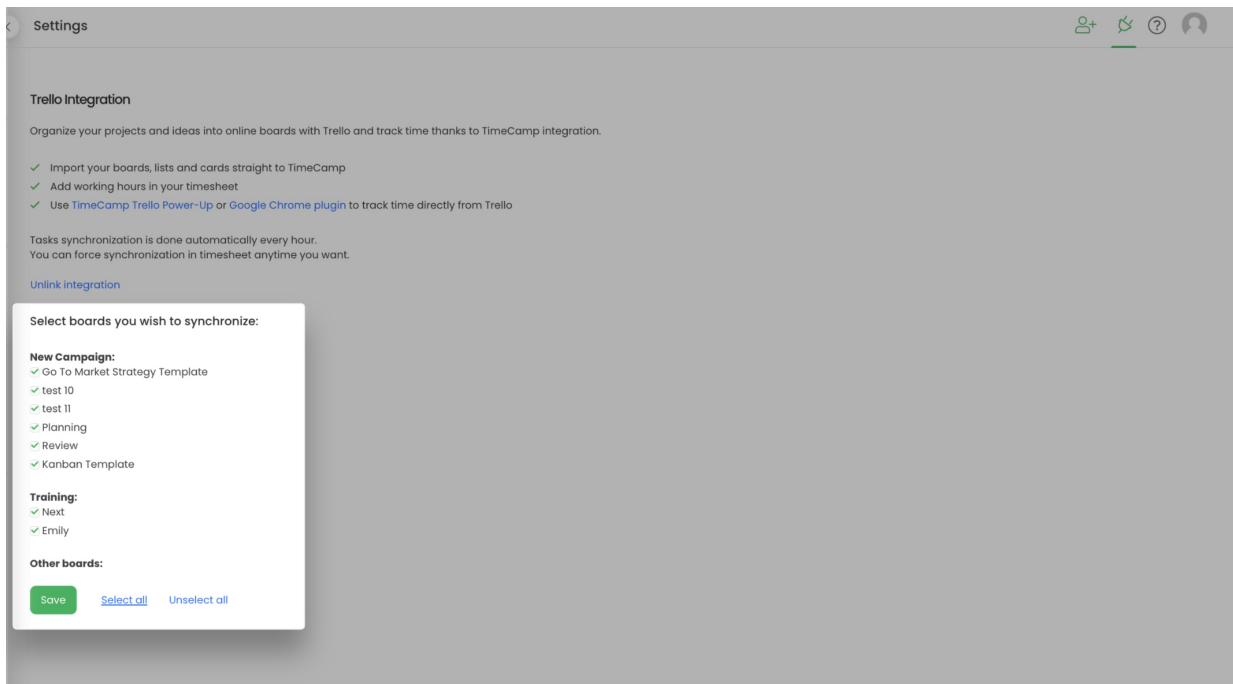 Settings
Trello Integration
Organize your projects and ideas into online boards with Trello and track time thanks to TimeCamp integration.
Import your boards, lists and cards straight to TimeCamp
Add working hours in your timesheet
Use TimeCamp Trello Power-Up or Google Chrome plugin to track time directly from Trello
Tasks synchronization is done automatically every hour.
You can force synchronization in timesheet anytime you want.
Unlink integration
Select boards you wish to synchronize:
New Campaign:
Go To Market Strategy Template
test 10
test 11
Planning
Review
Kanban Template
Training:
Next
Emily
Other boards:
Save Select all Unselect all